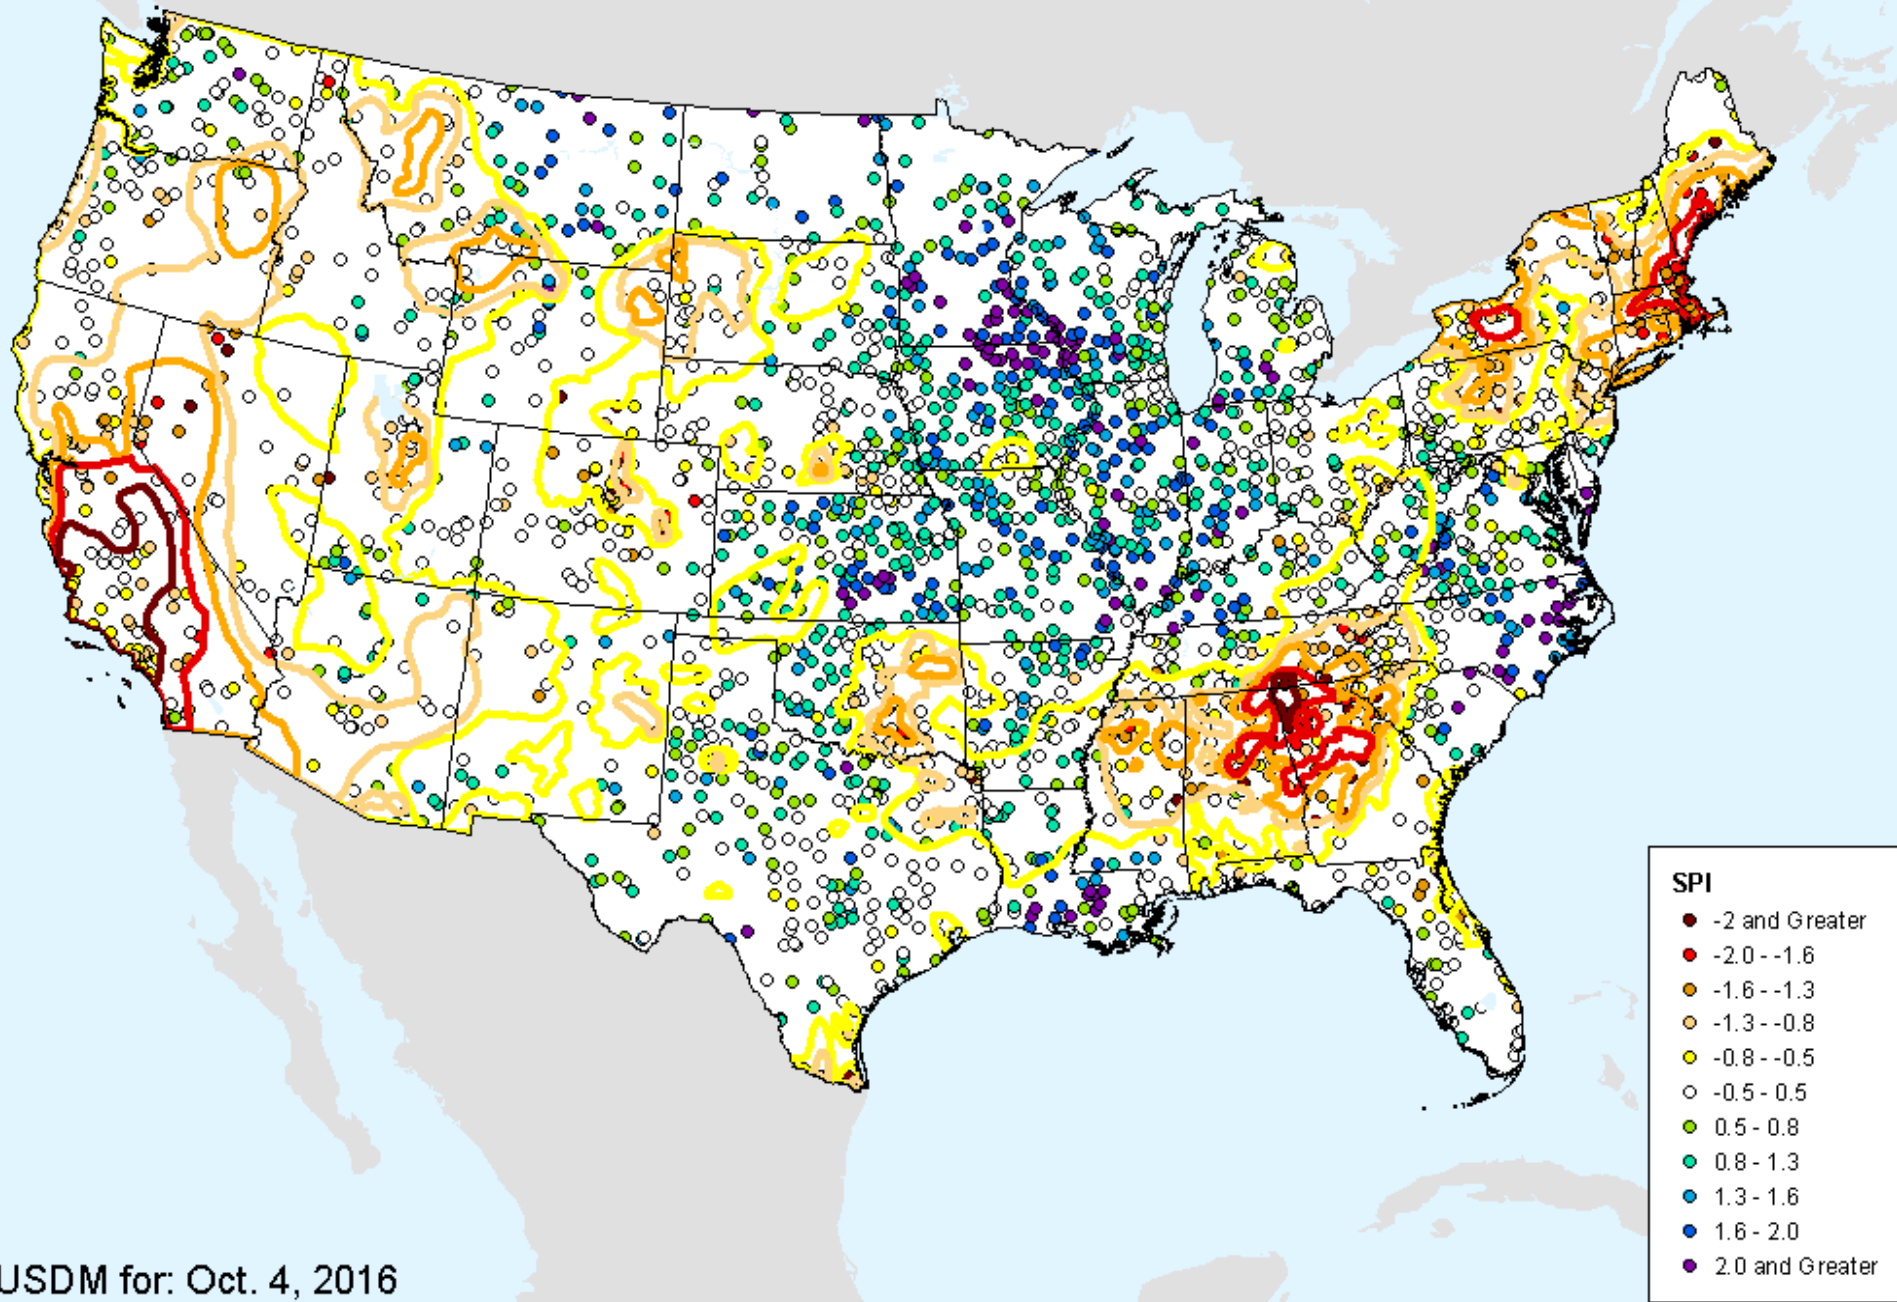 SPI
-2 and Greater
-2.0 - -1.6
-1.6 - -1.3
-1.3 - -0.8
-0.8 - -0.5
-0.5 - 0.5
0.5 - 0.8
0.8 - 1.3
1.3 - 1.6
1.6 - 2.0
2.0 and Greater
USDM for: Oct. 4, 2016